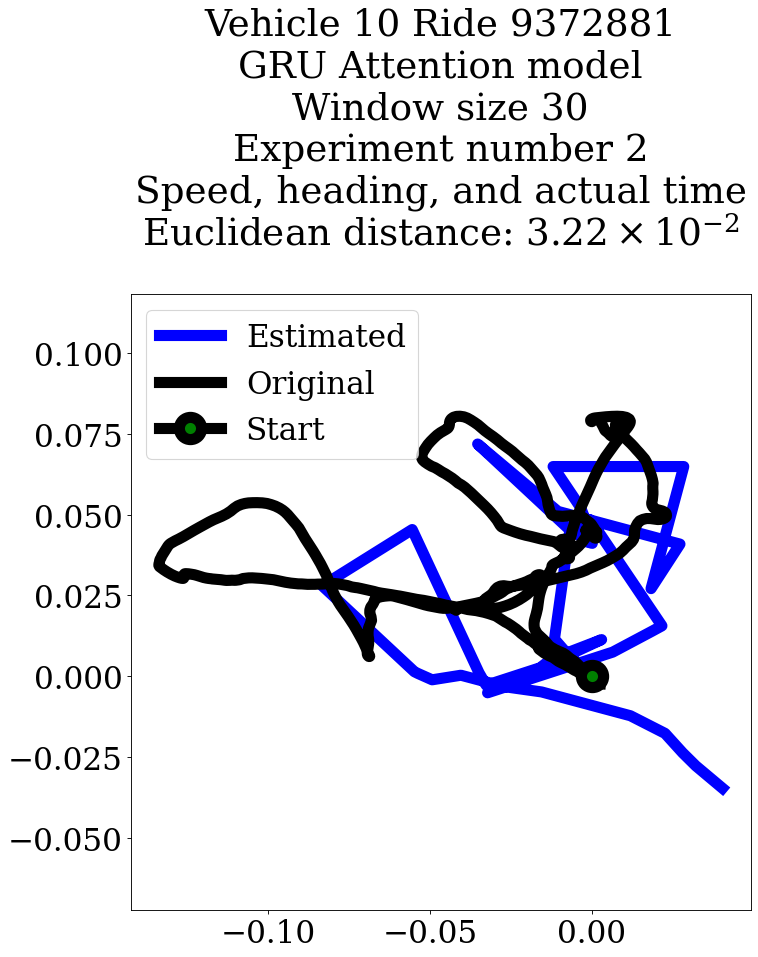 Vehicle 10 Ride 9372881
GRU Attention model
Window size 30
Experiment number 2
Speed, heading, and actual time
Euclidean distance: 3.22 × 10⁻²
Estimated
Original
Start
0.100
0.075
0.050
0.025
0.000
−0.025
−0.050
−0.10
−0.05
0.00